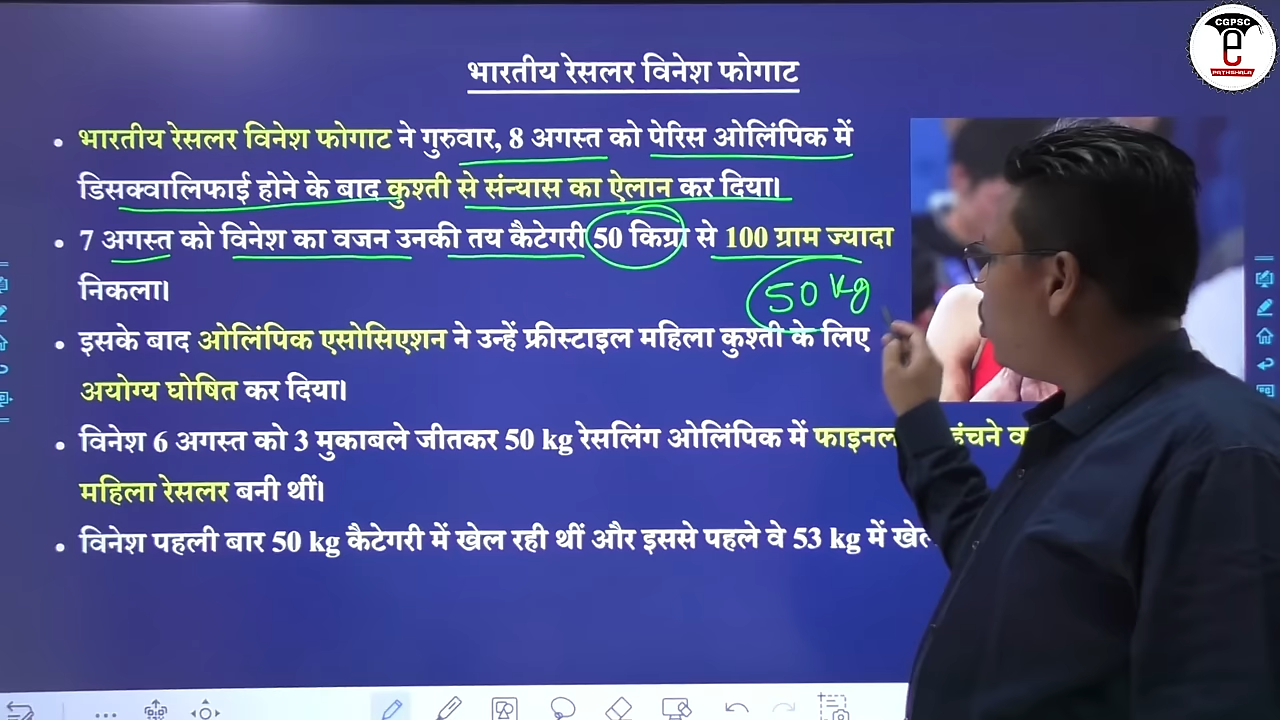 CGPSC
e
PATHSHALA
भारतीय रेसलर विनेश फोगाट
• भारतीय रेसलर विनेश फोगाट ने गुरुवार, 8 अगस्त को पेरिस ओलिंपिक में
डिसक्वालिफाई होने के बाद कुश्ती से संन्यास का ऐलान कर दिया।
• 7 अगस्त को विनेश का वजन उनकी तय कैटेगरी 50 किग्रा से 100 ग्राम ज्यादा
निकला।
50 kg
• इसके बाद ओलिंपिक एसोसिएशन ने उन्हें फ्रीस्टाइल महिला कुश्ती के लिए
अयोग्य घोषित कर दिया।
• विनेश 6 अगस्त को 3 मुकाबले जीतकर 50 kg रेसलिंग ओलिंपिक में फाइनल
महिला रेसलर बनी थीं।
• विनेश पहली बार 50 kg कैटेगरी में खेल रही थीं और इससे पहले वे 53 kg में